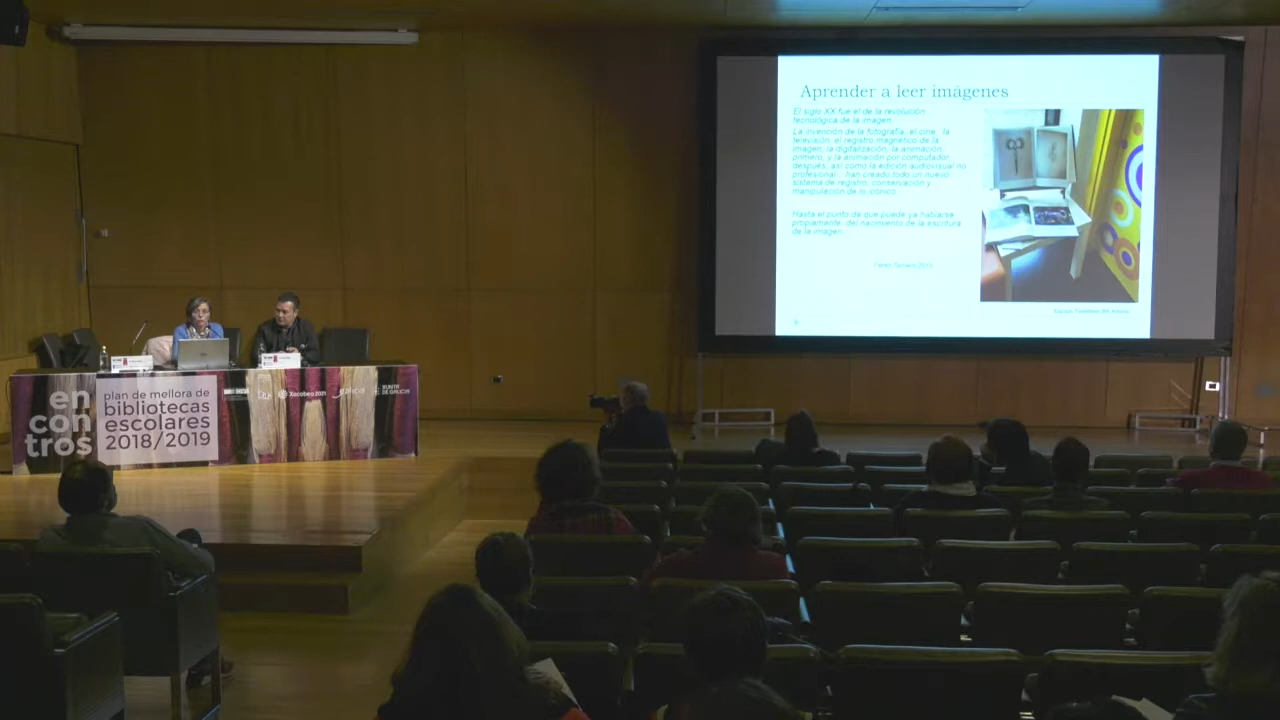 Aprender a leer imágenes
El siglo XX fue el de la revolución
tecnológica de la imagen.
La invención de la fotografía, el cine, la
televisión, el registro magnético de la
imagen, la digitalización, la animación,
primero, y la animación por computador
después, así como la edición audiovisual no
profesional... han creado todo un nuevo
sistema de registro, conservación y
manipulación de lo icónico
Hasta el punto de que puede ya hablarse
propiamente, del nacimiento de la escritura
de la imagen.
en
con
tros
plan de mellora de
bibliotecas
escolares
2018/2019
Xacobeo 2021
galicia
XUNTA
DE GALICIA